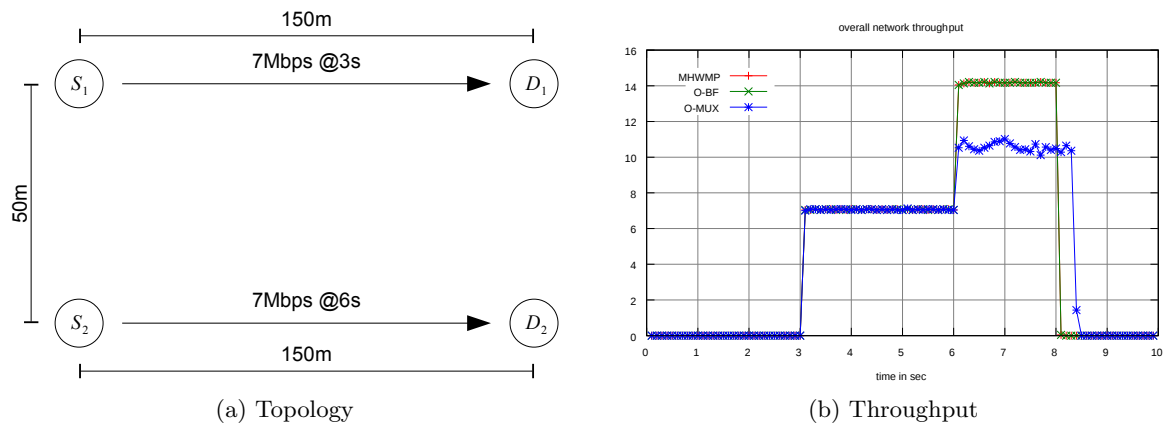 150m
7Mbps @3s
S1
D1
50m
7Mbps @6s
S2
D2
150m
(a) Topology
overall network throughput
16
14
12
10
8
6
4
2
0
MHWMP
O-BF
O-MUX
0 1 2 3 4 5 6 7 8 9 10
time in sec
(b) Throughput